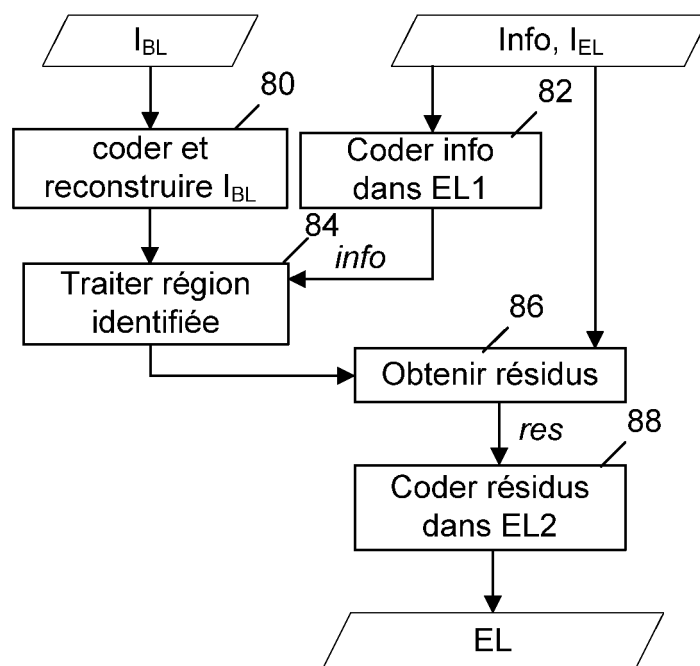 I_BL
Info, I_EL
80
82
coder et
reconstruire I_BL
Coder info
dans EL1
84
info
Traiter région
identifiée
86
Obtenir résidus
res
88
Coder résidus
dans EL2
EL